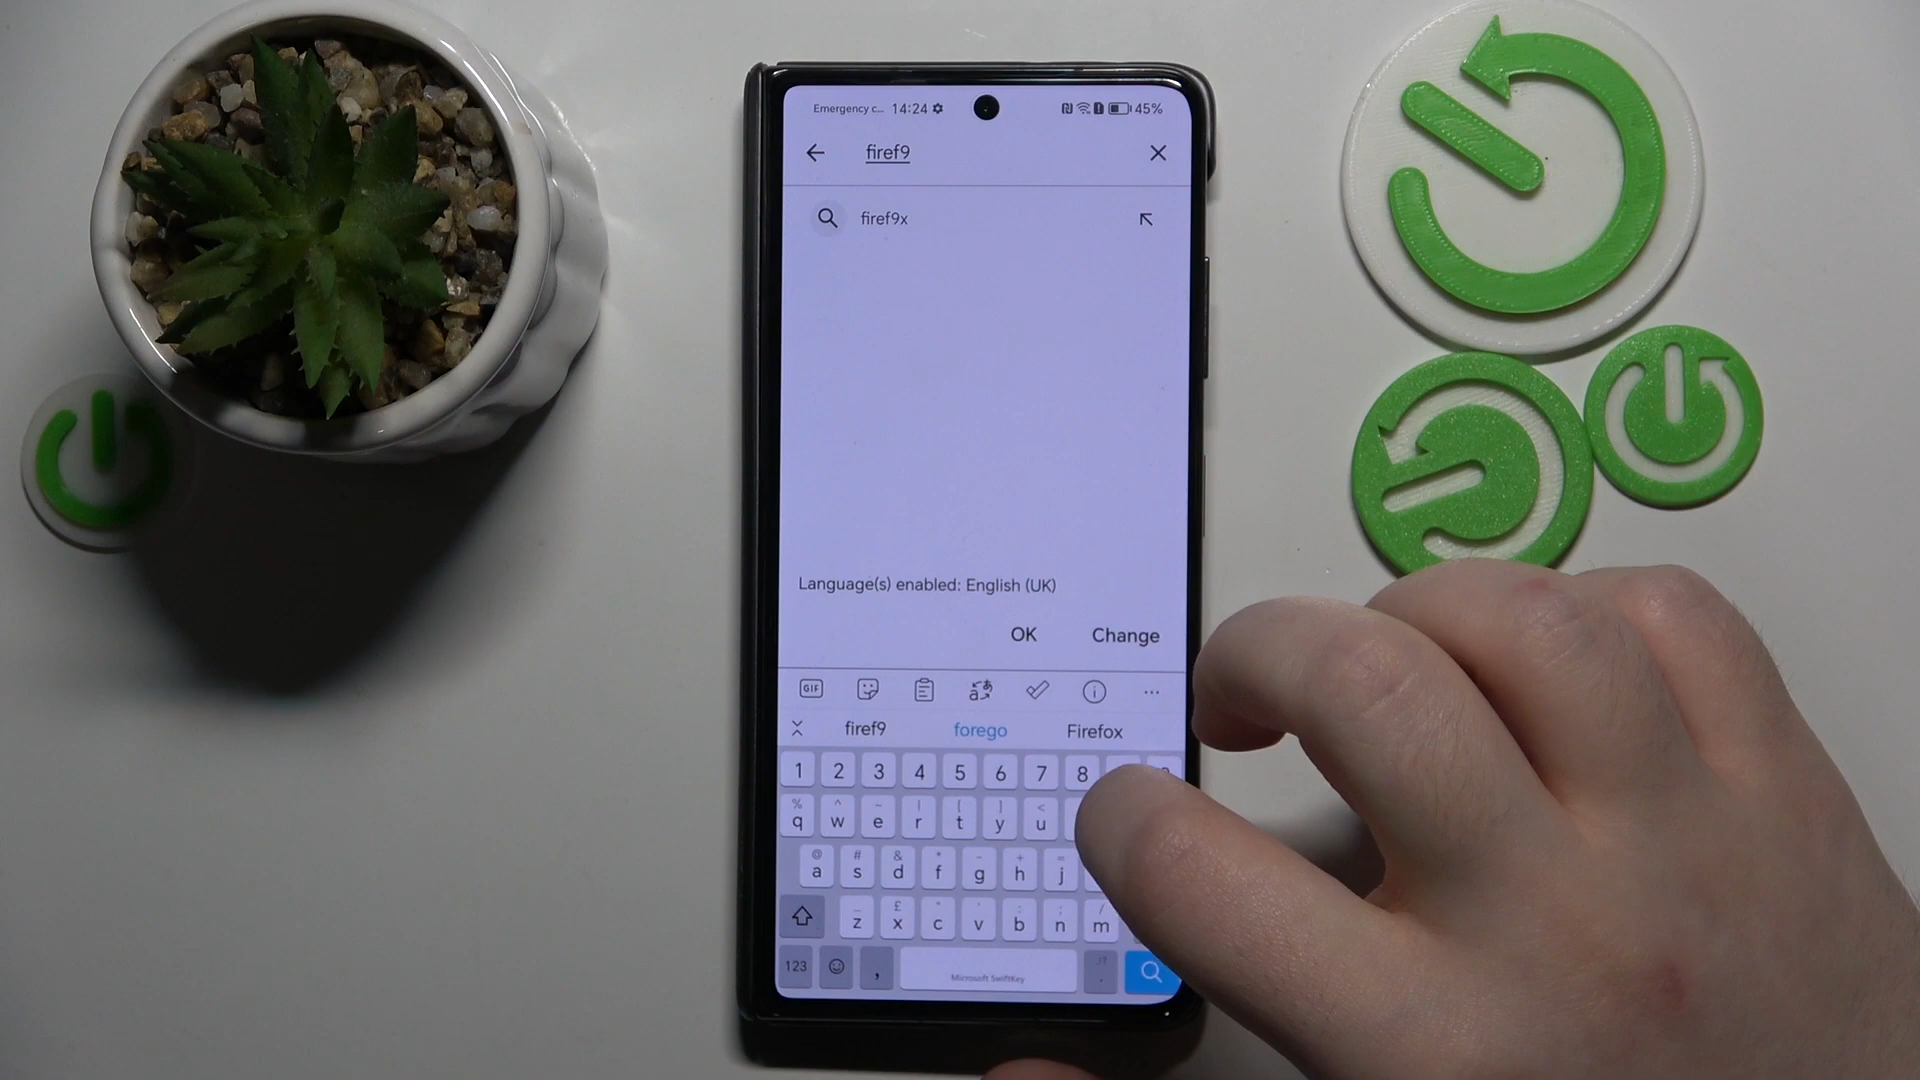 Emergency c... 14:24 45%
firef9
firef9x
Language(s) enabled: English (UK)
OK Change
GIF
firef9 forego Firefox
1 2 3 4 5 6 7 8
% ^ ~ | [ ] <
q w e r t y u
@ # & * - + =
a s d f g h j
£ " ' : ; /
z x c v b n m
123 , Microsoft SwiftKey .